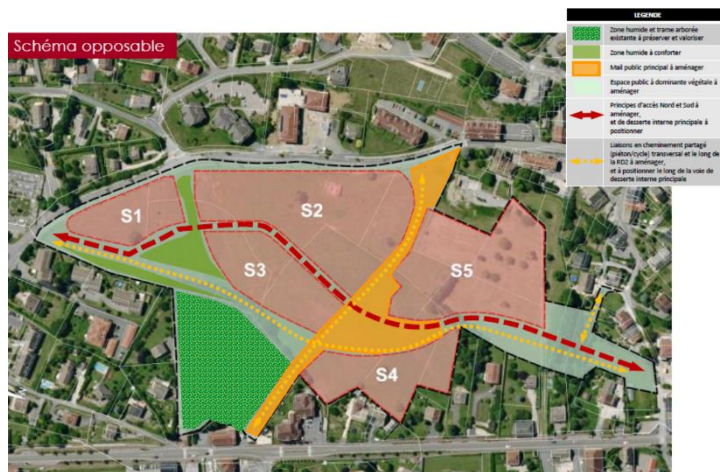 LEGENDE
Schéma opposable
Zone humide et trame arborée
existante à préserver et valoriser
Zone humide à conforter
Mail public principal à aménager
Espace public à dominante végétale à
aménager
Principes d'accès Nord et Sud à
aménager,
et de desserte interne principale à
positionner
Liaisons en cheminement partagé
(piéton/cycle) transversal et le long de
la RD2 à aménager,
et à positionner le long de la voie de
desserte interne principale
S1
S2
S3
S5
S4